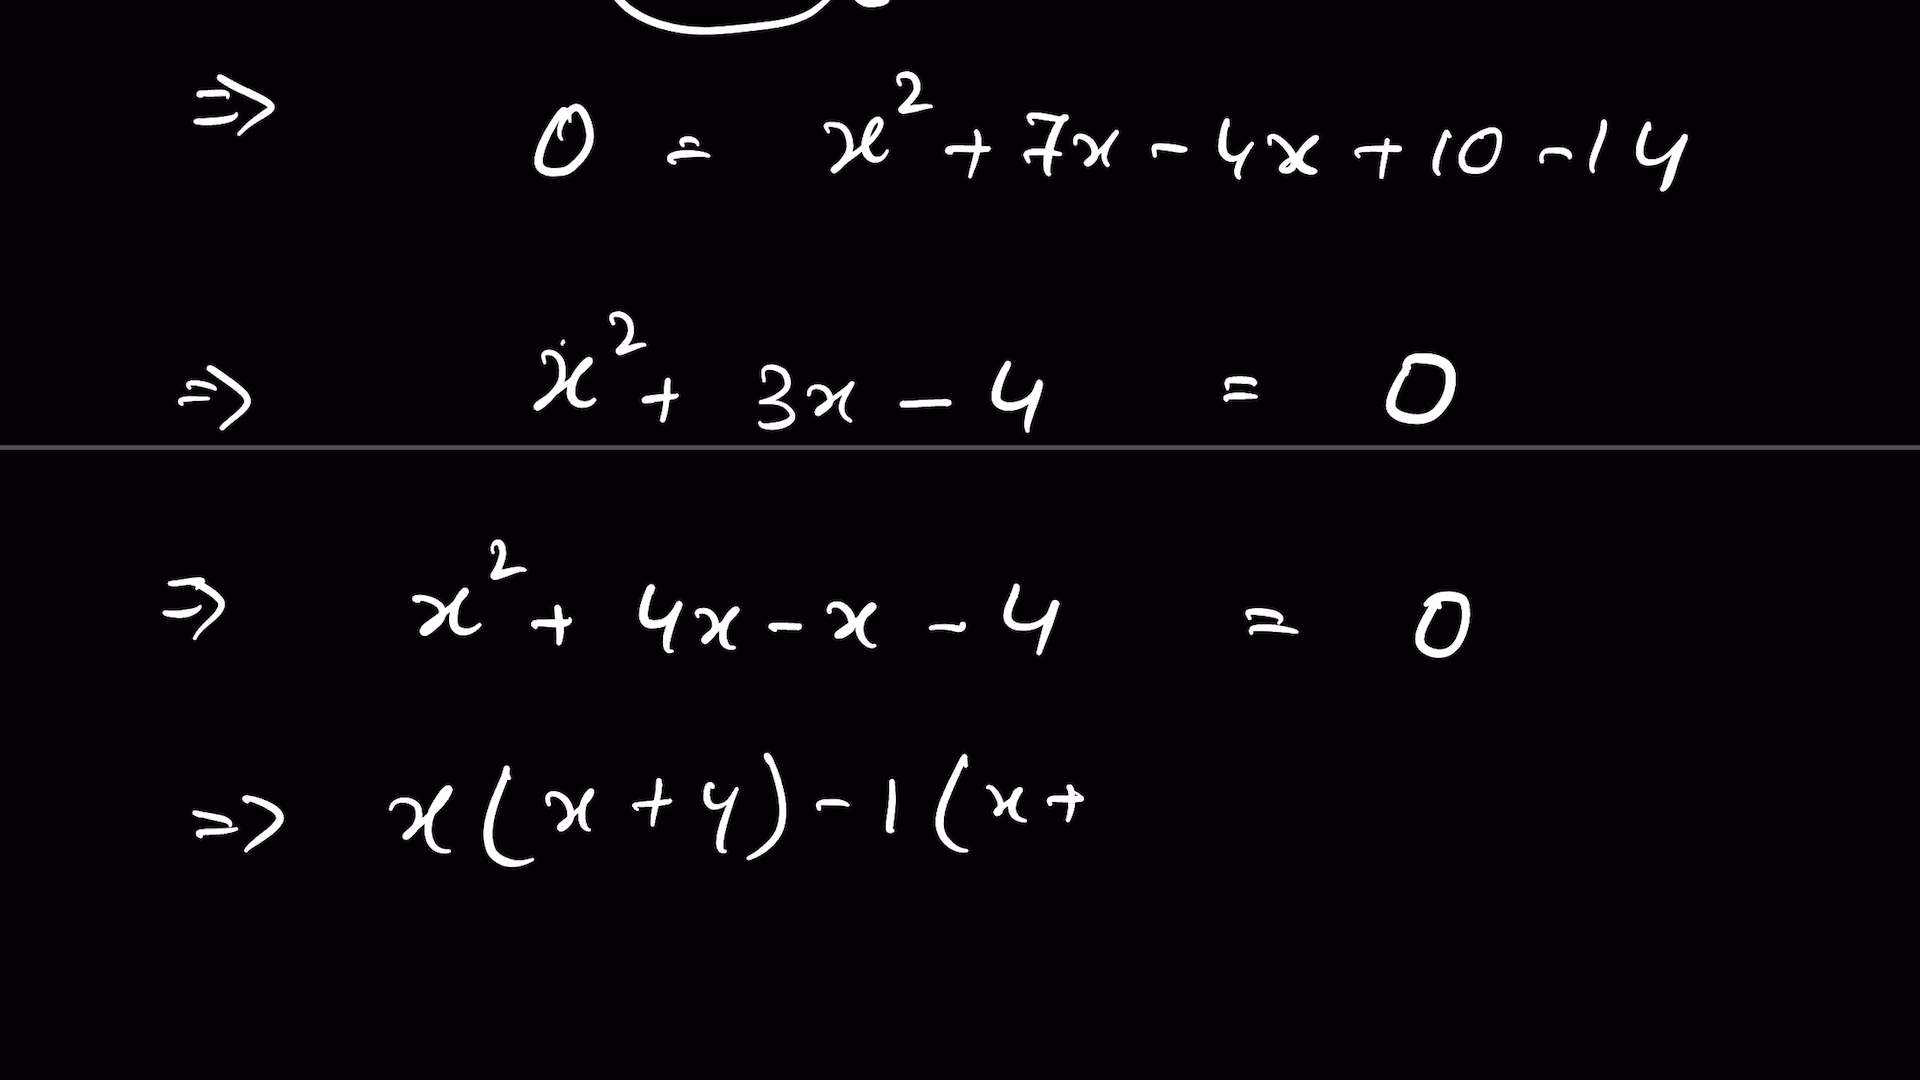 ⇒ 0 = x² + 7x - 4x + 10 - 14
⇒ x² + 3x - 4 = 0
⇒ x² + 4x - x - 4 = 0
⇒ x(x + 4) - 1(x +